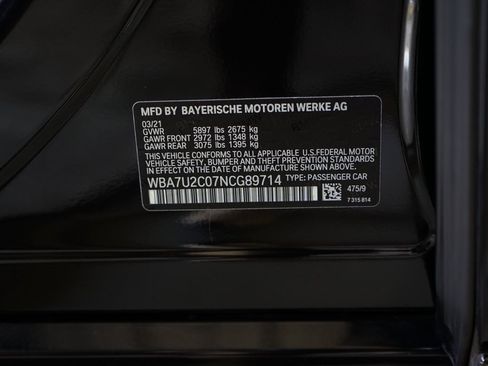 MFD BY BAYERISCHE MOTOREN WERKE AG
03/21
GVWR 5897 lbs 2675 kg
GAWR FRONT 2972 lbs 1348 kg
GAWR REAR 3075 lbs 1395 kg
THIS VEHICLE CONFORMS TO ALL APPLICABLE U.S.FEDERAL MOTOR
VEHICLE SAFETY, BUMPER, AND THEFT PREVENTION STANDARDS
IN EFFECT ON THE DATE OF MANUFACTURE SHOWN ABOVE.
WBA7U2C07NCG89714 TYPE: PASSENGER CAR
475/9
7 315 814